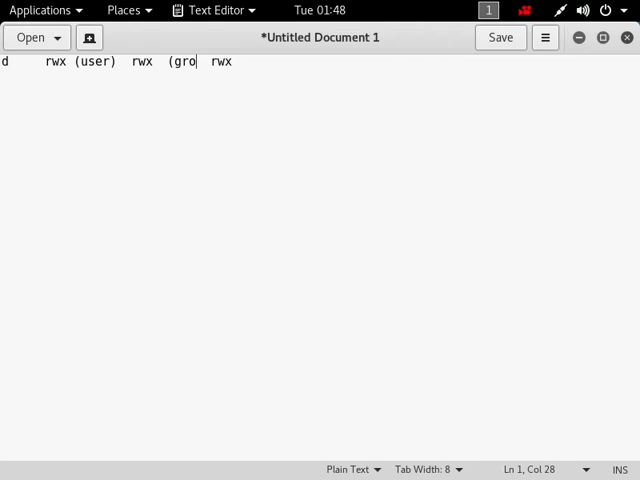 Applications Places Text Editor Tue 01:48 1
Open *Untitled Document 1 Save
d rwx (user) rwx (gro rwx
Plain Text Tab Width: 8 Ln 1, Col 28 INS